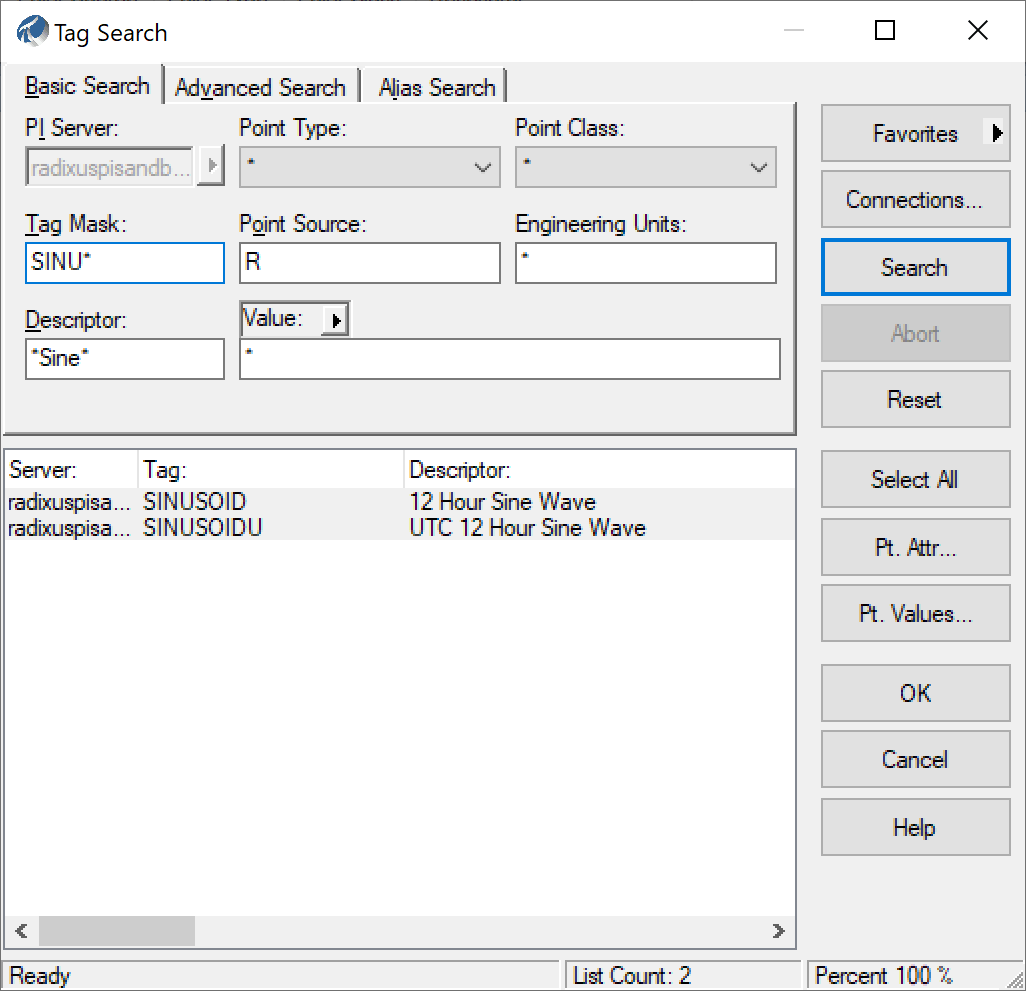 Tag Search
Basic Search Advanced Search Alias Search
PI Server: Point Type: Point Class:
radixuspisandb... * *
Tag Mask: Point Source: Engineering Units:
SINU* R *
Descriptor: Value:
*Sine* *
Favorites
Connections...
Search
Abort
Reset
Select All
Pt. Attr...
Pt. Values...
OK
Cancel
Help
Server: Tag: Descriptor:
radixuspisa... SINUSOID 12 Hour Sine Wave
radixuspisa... SINUSOIDU UTC 12 Hour Sine Wave
Ready List Count: 2 Percent 100 %